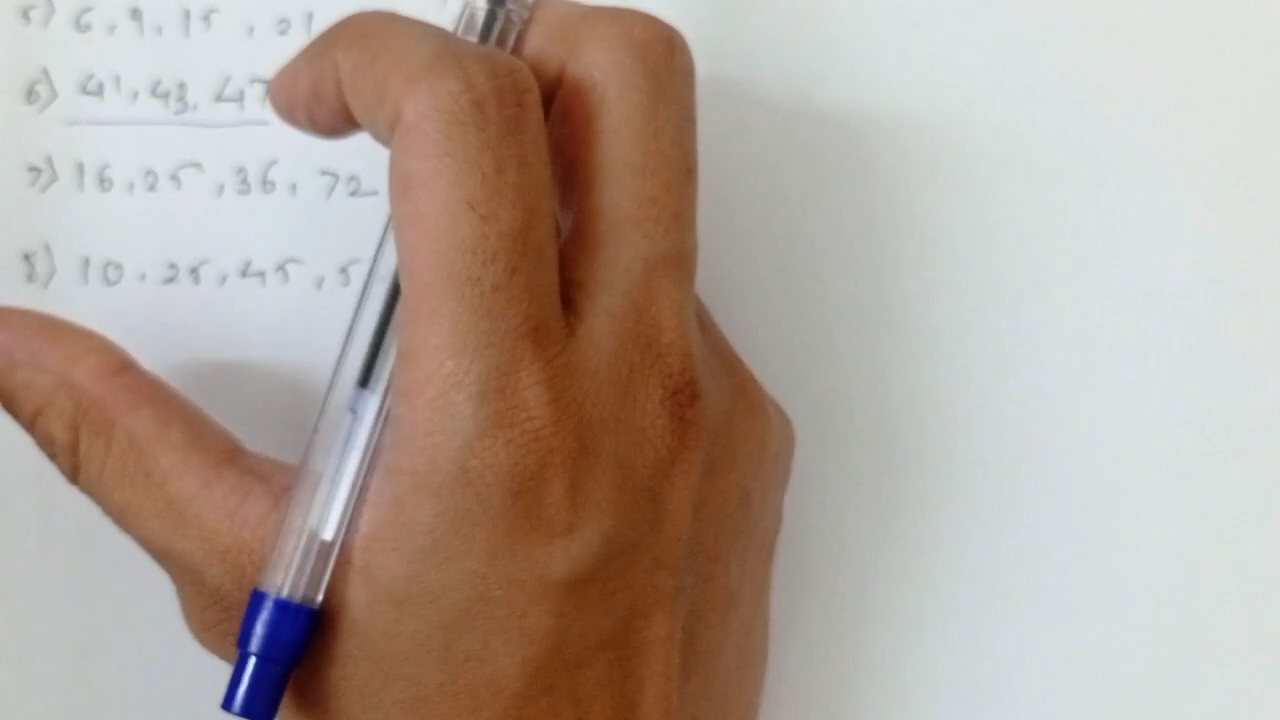 5) 6, 9, 15, 21
6) 41, 43, 47
7) 16, 25, 36, 72
8) 10, 25, 45, 5